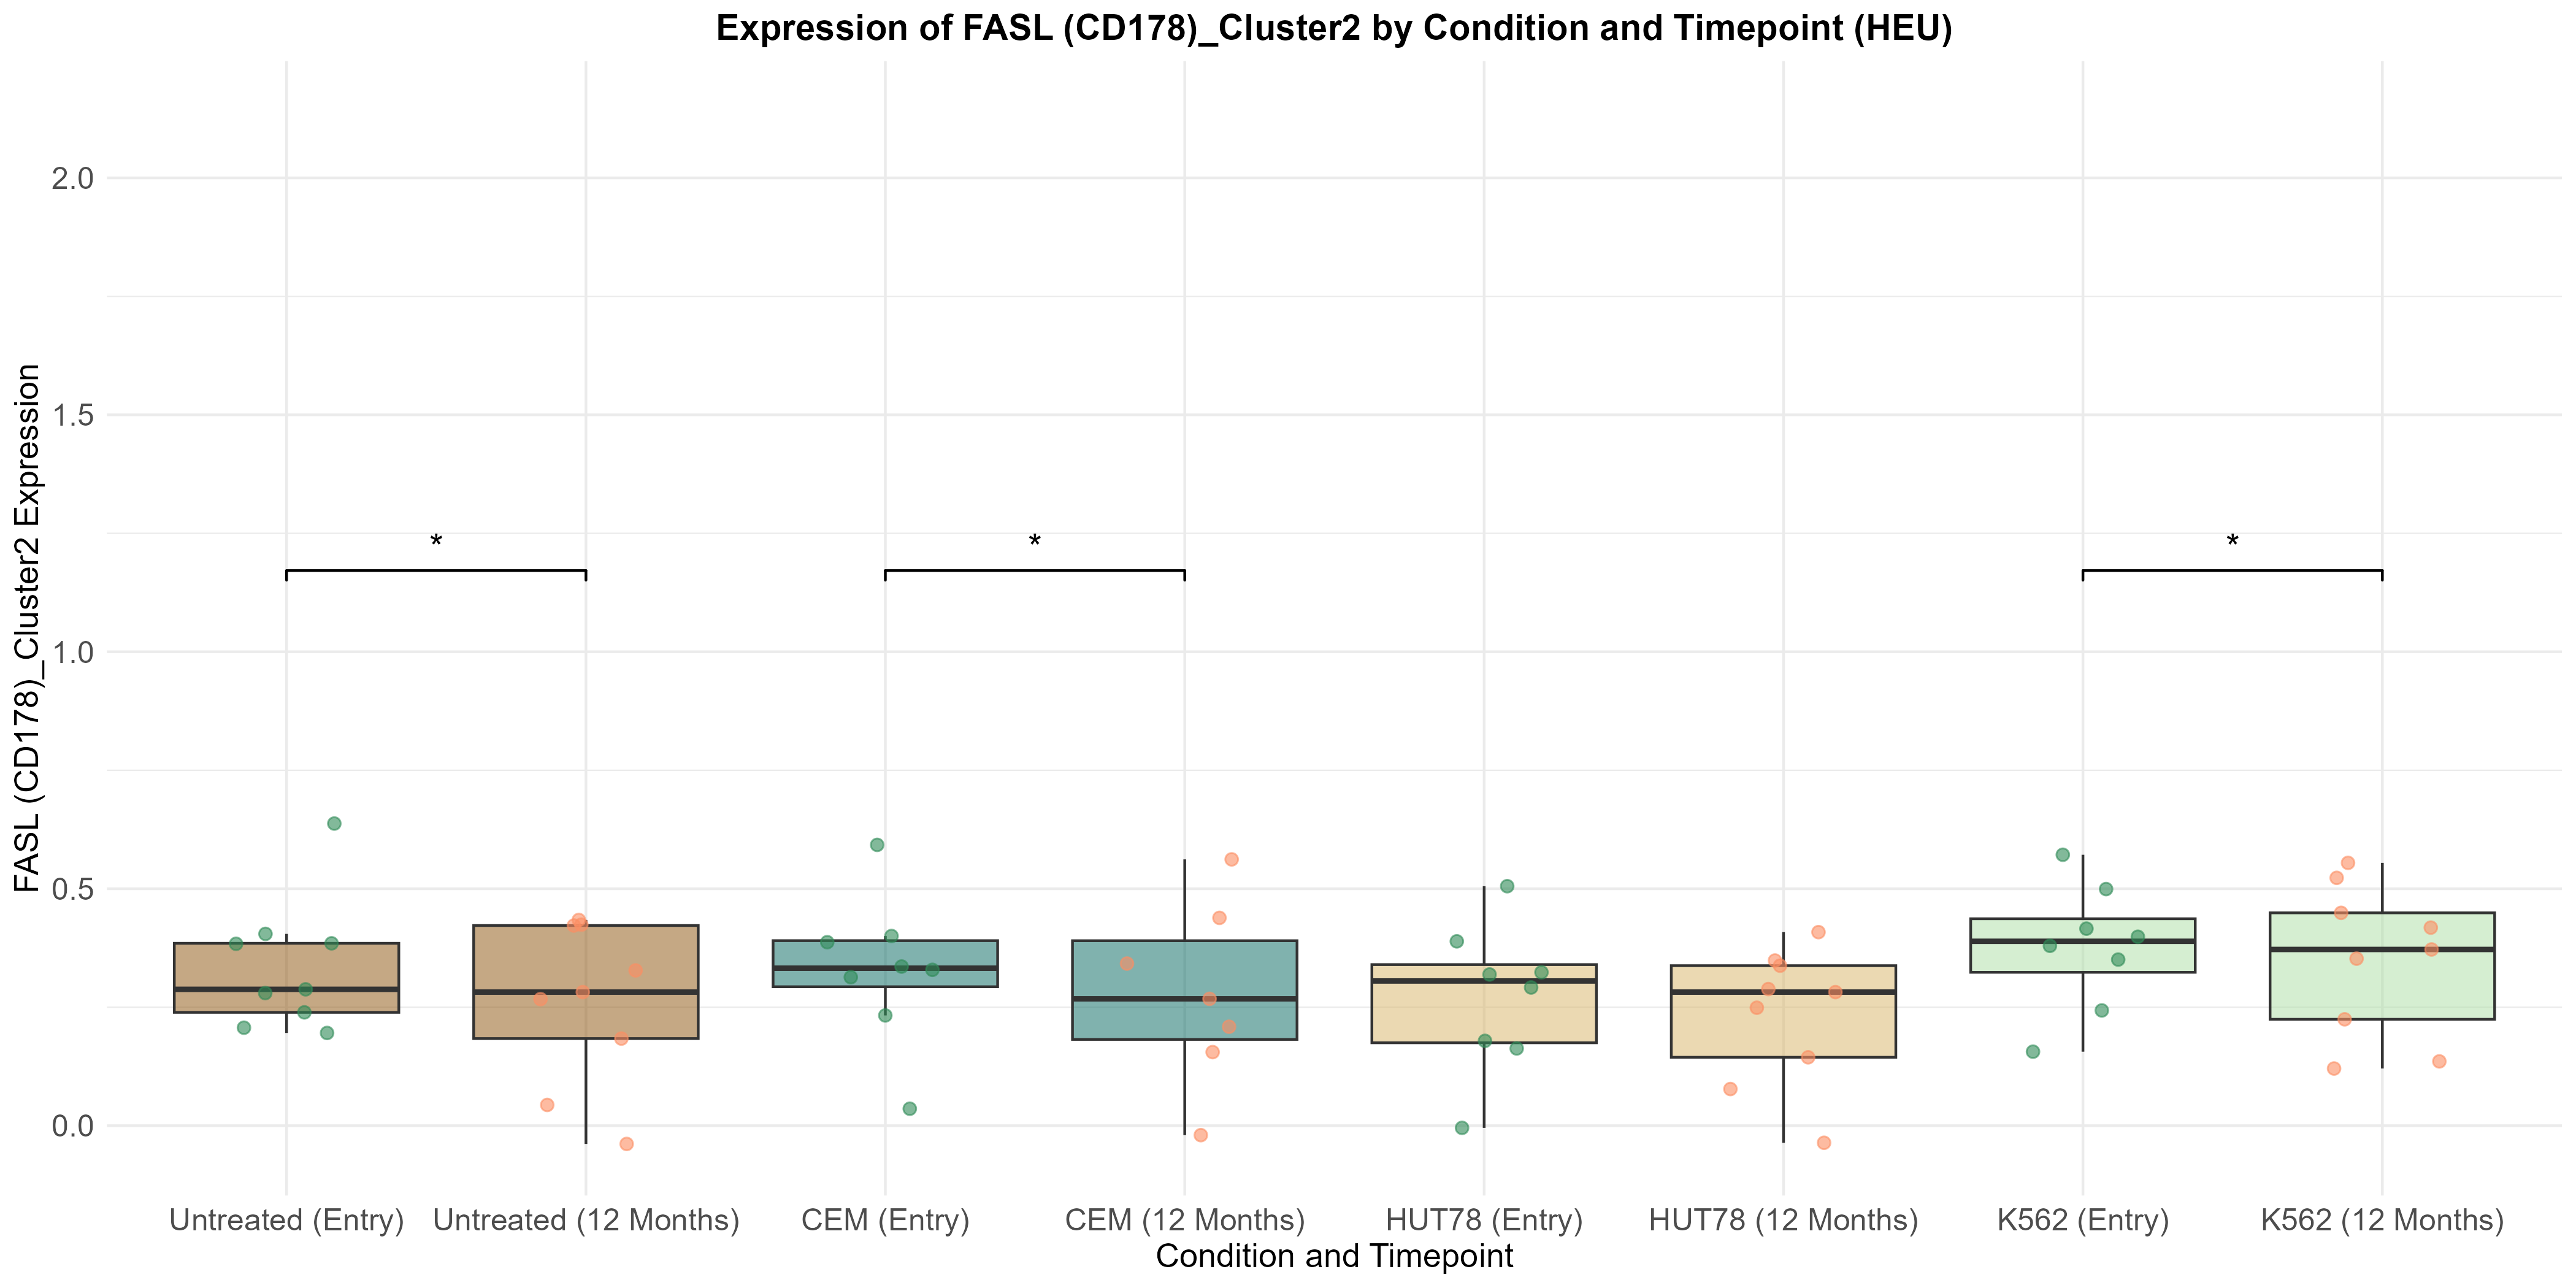 Expression of FASL (CD178)_Cluster2 by Condition and Timepoint (HEU)
FASL (CD178)_Cluster2 Expression
2.0
1.5
1.0
0.5
0.0
* * *
Untreated (Entry) Untreated (12 Months) CEM (Entry) CEM (12 Months) HUT78 (Entry) HUT78 (12 Months) K562 (Entry) K562 (12 Months)
Condition and Timepoint